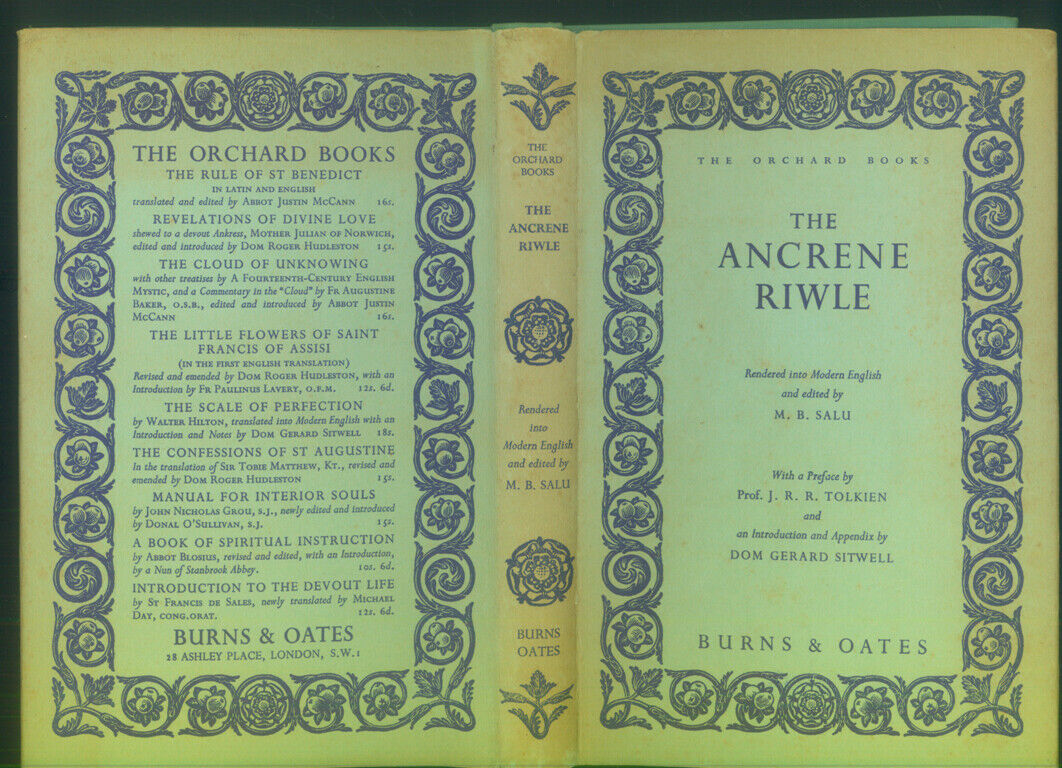 THE ORCHARD BOOKS
THE RULE OF ST BENEDICT
IN LATIN AND ENGLISH
translated and edited by ABBOT JUSTIN MCCANN 16s.
REVELATIONS OF DIVINE LOVE
shewed to a devout Ankress, MOTHER JULIAN OF NORWICH,
edited and introduced by DOM ROGER HUDLESTON 15s.
THE CLOUD OF UNKNOWING
with other treatises by A FOURTEENTH-CENTURY ENGLISH
MYSTIC, and a Commentary in the "Cloud" by FR AUGUSTINE
BAKER, O.S.B., edited and introduced by ABBOT JUSTIN
MCCANN 16s.
THE LITTLE FLOWERS OF SAINT
FRANCIS OF ASSISI
(IN THE FIRST ENGLISH TRANSLATION)
Revised and emended by DOM ROGER HUDLESTON, with an
Introduction by FR PAULINUS LAVERY, O.F.M. 12s. 6d.
THE SCALE OF PERFECTION
by WALTER HILTON, translated into Modern English with an
Introduction and Notes by DOM GERARD SITWELL 18s.
THE CONFESSIONS OF ST AUGUSTINE
In the translation of SIR TOBIE MATTHEW, KT., revised and
emended by DOM ROGER HUDLESTON 15s.
MANUAL FOR INTERIOR SOULS
by JOHN NICHOLAS GROU, S.J., newly edited and introduced
by DONAL O'SULLIVAN, S.J. 15s.
A BOOK OF SPIRITUAL INSTRUCTION
by ABBOT BLOSIUS, revised and edited, with an Introduction,
by a Nun of Stanbrook Abbey. 10s. 6d.
INTRODUCTION TO THE DEVOUT LIFE
by ST FRANCIS DE SALES, newly translated by MICHAEL
DAY, CONG.ORAT. 12s. 6d.
BURNS & OATES
28 ASHLEY PLACE, LONDON, S.W.1
THE
ORCHARD
BOOKS
THE
ANCRENE
RIWLE
Rendered
into
Modern English
and edited by
M. B. SALU
BURNS
OATES
THE ORCHARD BOOKS
THE
ANCRENE
RIWLE
Rendered into Modern English
and edited by
M. B. SALU
With a Preface by
Prof. J. R. R. TOLKIEN
and
an Introduction and Appendix by
DOM GERARD SITWELL
BURNS & OATES